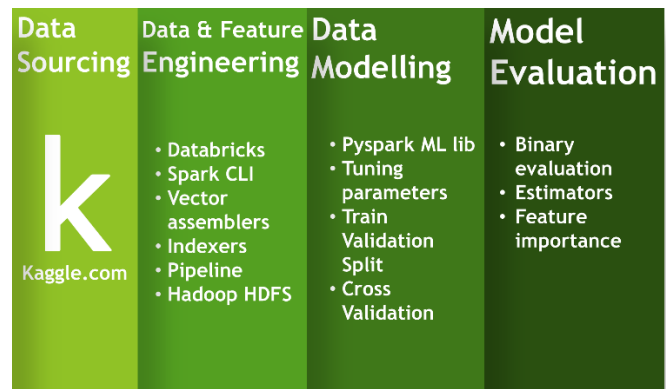 Data
Sourcing
k
Kaggle.com
Data & Feature
Engineering
• Databricks
• Spark CLI
• Vector
assemblers
• Indexers
• Pipeline
• Hadoop HDFS
Data
Modelling
• Pyspark ML lib
• Tuning
parameters
• Train
Validation
Split
• Cross
Validation
Model
Evaluation
• Binary
evaluation
• Estimators
• Feature
importance